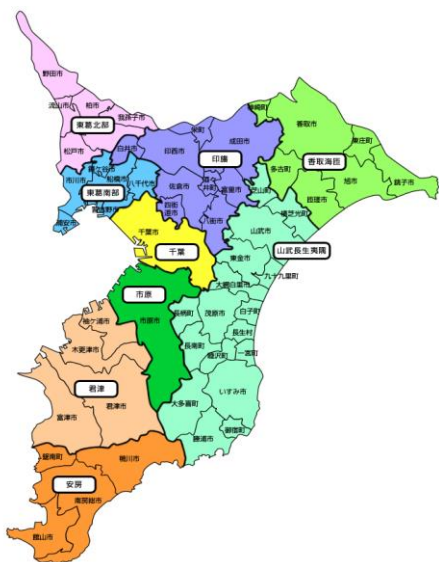 野田市
流山市
柏市
我孫子市
東葛北部
松戸市
神崎町
香取市
東庄町
栄町
成田市
白井市
印西市
印旛
香取海匝
鎌ケ谷市
市川市
船橋市
八千代市
東葛南部
習志野市
浦安市
佐倉市
酒々井町
富里市
四街道市
八街市
多古町
旭市
銚子市
匝瑳市
芝山町
横芝光町
千葉市
千葉
山武市
山武長生夷隅
東金市
九十九里町
大網白里市
市原
市原市
袖ケ浦市
木更津市
長柄町
茂原市
白子町
長生村
長南町
睦沢町
一宮町
君津
富津市
君津市
大多喜町
いすみ市
勝浦市
御宿町
鋸南町
鴨川市
安房
南房総市
館山市